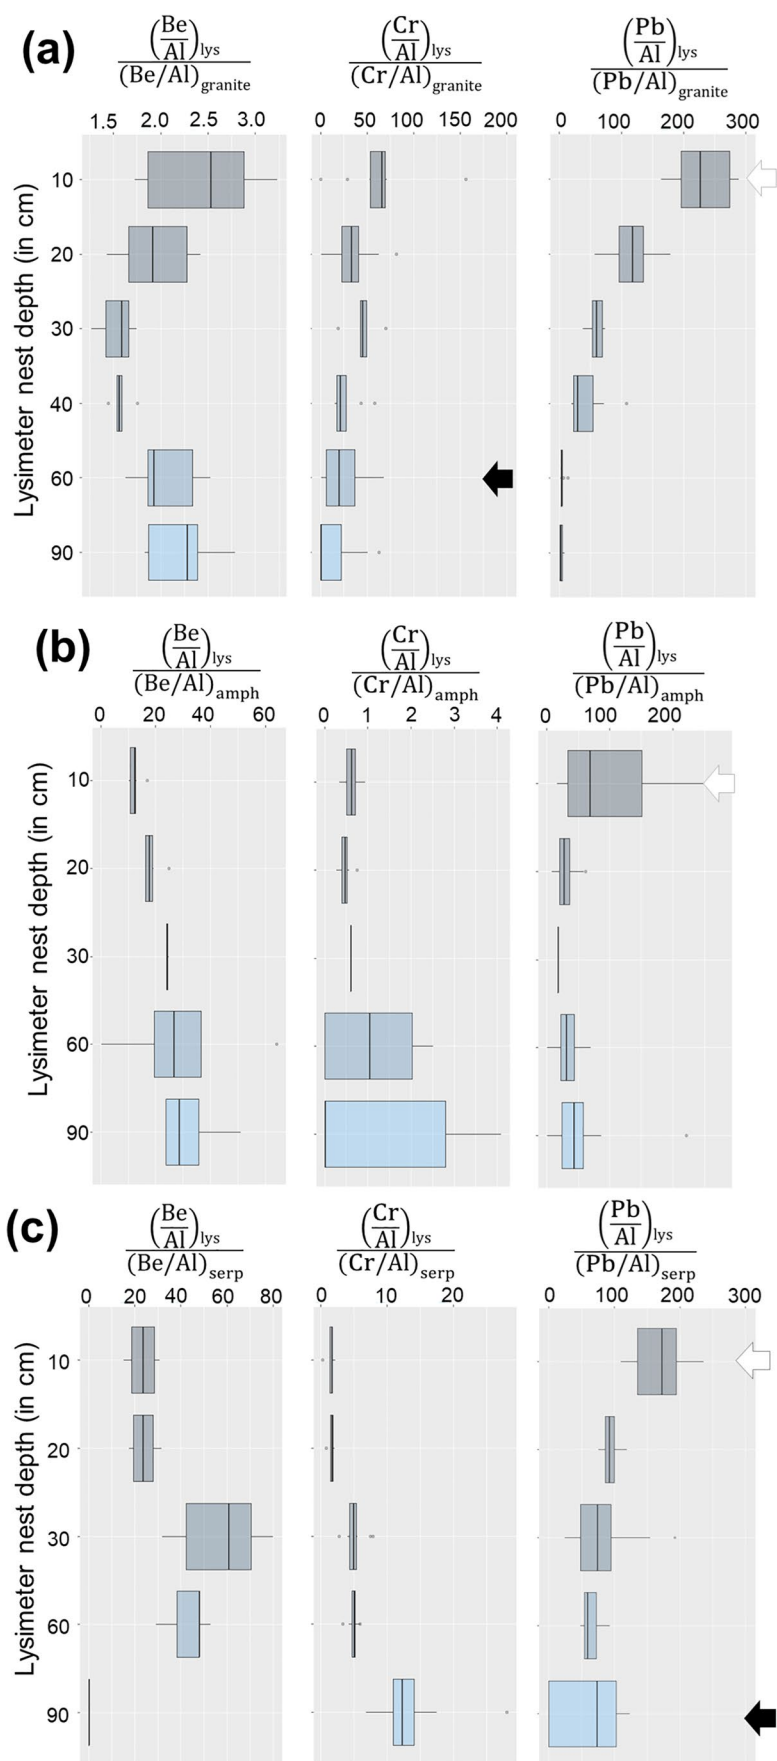 (a)
(Be/Al)lys (Cr/Al)lys (Pb/Al)lys
(Be/Al)granite (Cr/Al)granite (Pb/Al)granite
1.5 2.0 2.5 3.0 0 50 100 150 200 0 100 200 300
Lysimeter nest depth (in cm)
10
20
30
40
60
90
(b)
(Be/Al)lys (Cr/Al)lys (Pb/Al)lys
(Be/Al)amph (Cr/Al)amph (Pb/Al)amph
0 20 40 60 0 1 2 3 4 0 100 200
Lysimeter nest depth (in cm)
10
20
30
60
90
(c)
(Be/Al)lys (Cr/Al)lys (Pb/Al)lys
(Be/Al)serp (Cr/Al)serp (Pb/Al)serp
0 20 40 60 80 0 10 20 0 100 200 300
Lysimeter nest depth (in cm)
10
20
30
60
90